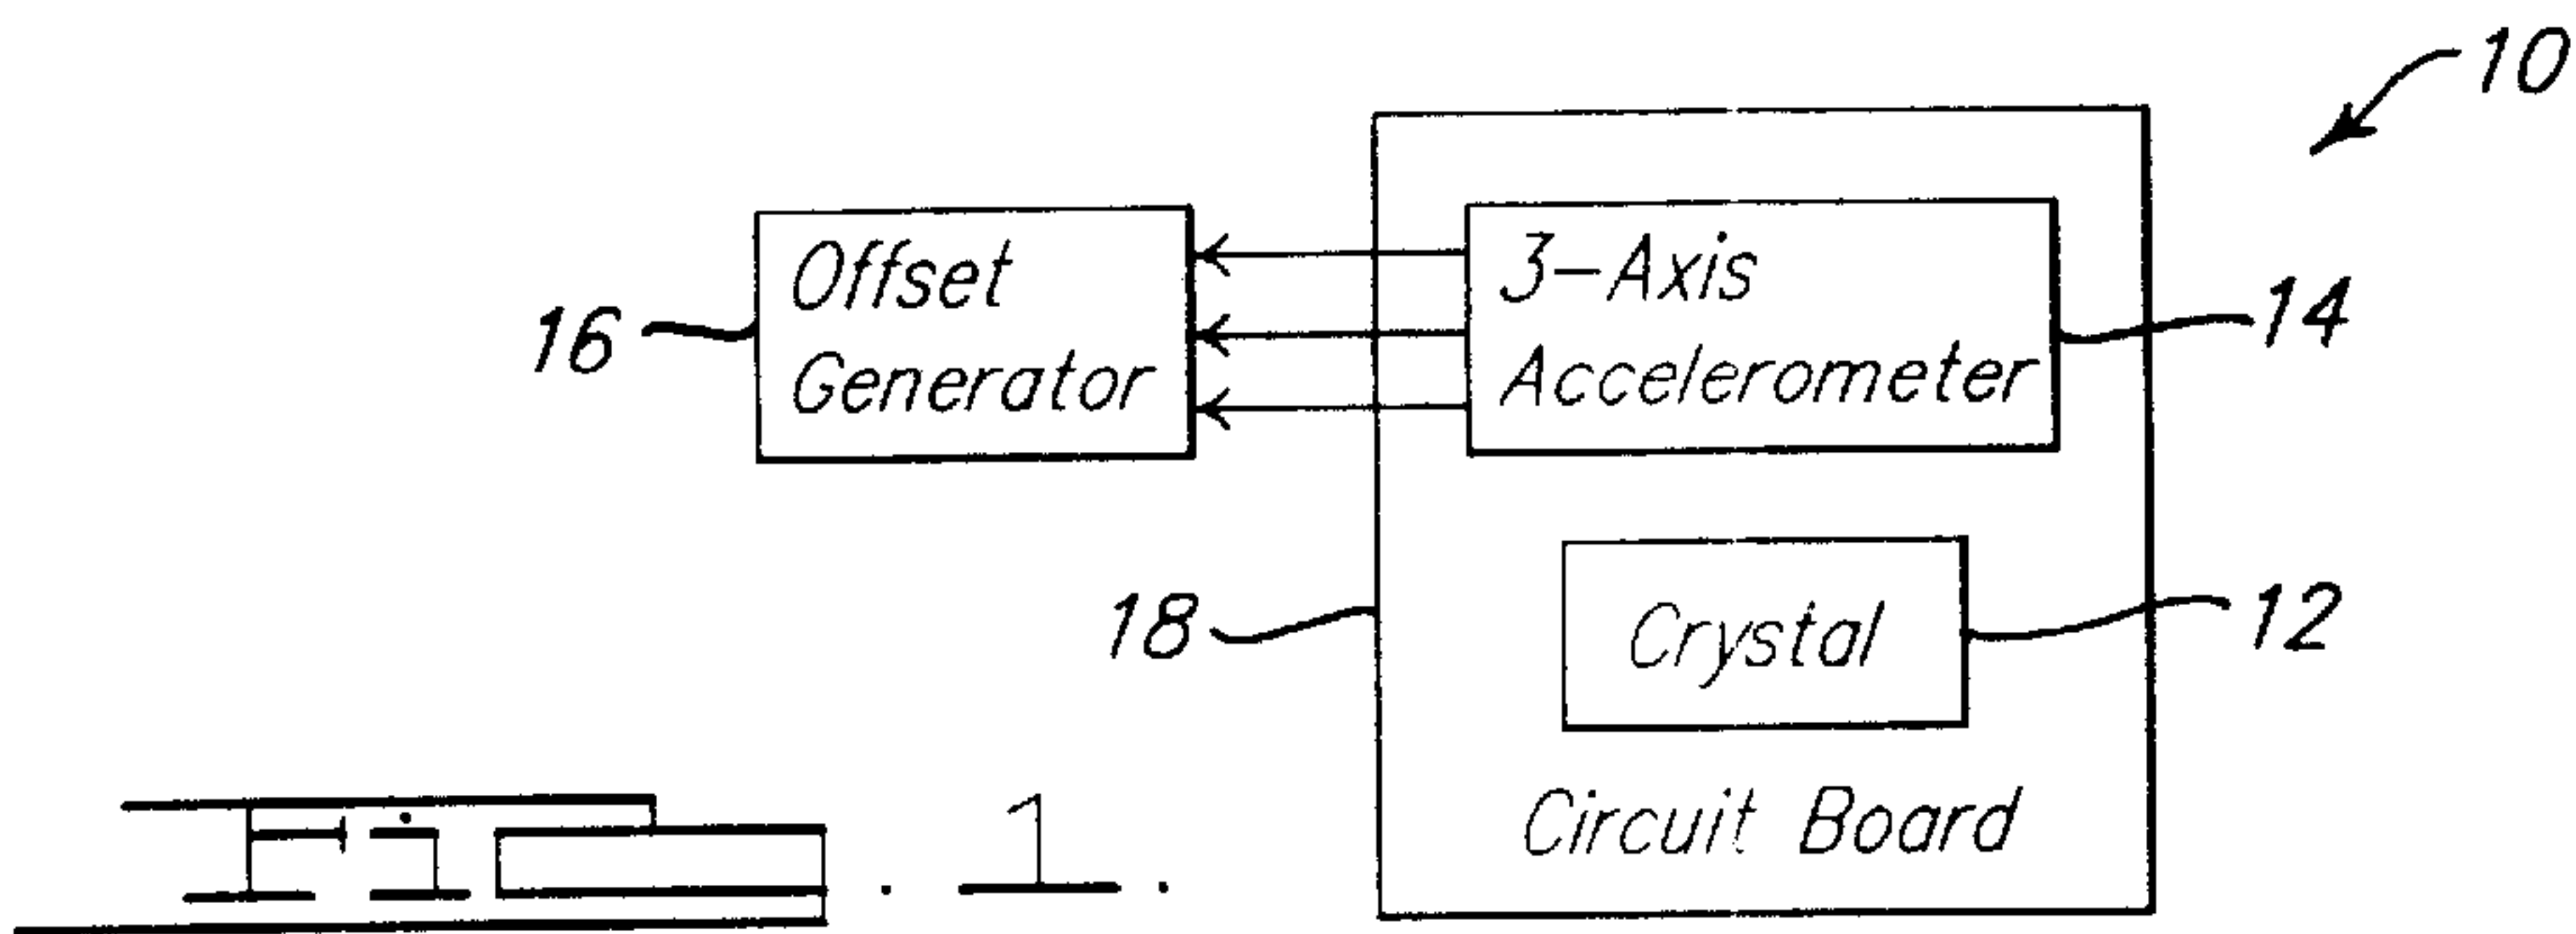 10
Offset
Generator
16
3-Axis
Accelerometer
14
18
Crystal
12
Circuit Board
Fig. 1.